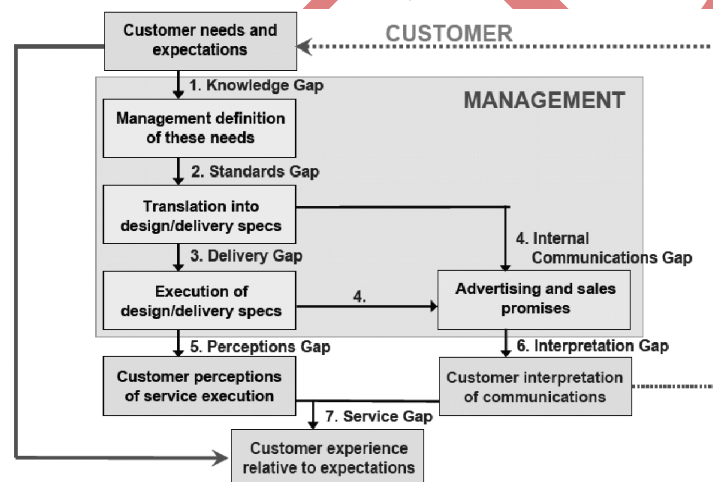 Customer needs and
expectations
CUSTOMER
1. Knowledge Gap
MANAGEMENT
Management definition
of these needs
2. Standards Gap
Translation into
design/delivery specs
4. Internal
Communications Gap
3. Delivery Gap
Execution of
design/delivery specs
4.
Advertising and sales
promises
5. Perceptions Gap
6. Interpretation Gap
Customer perceptions
of service execution
Customer interpretation
of communications
7. Service Gap
Customer experience
relative to expectations